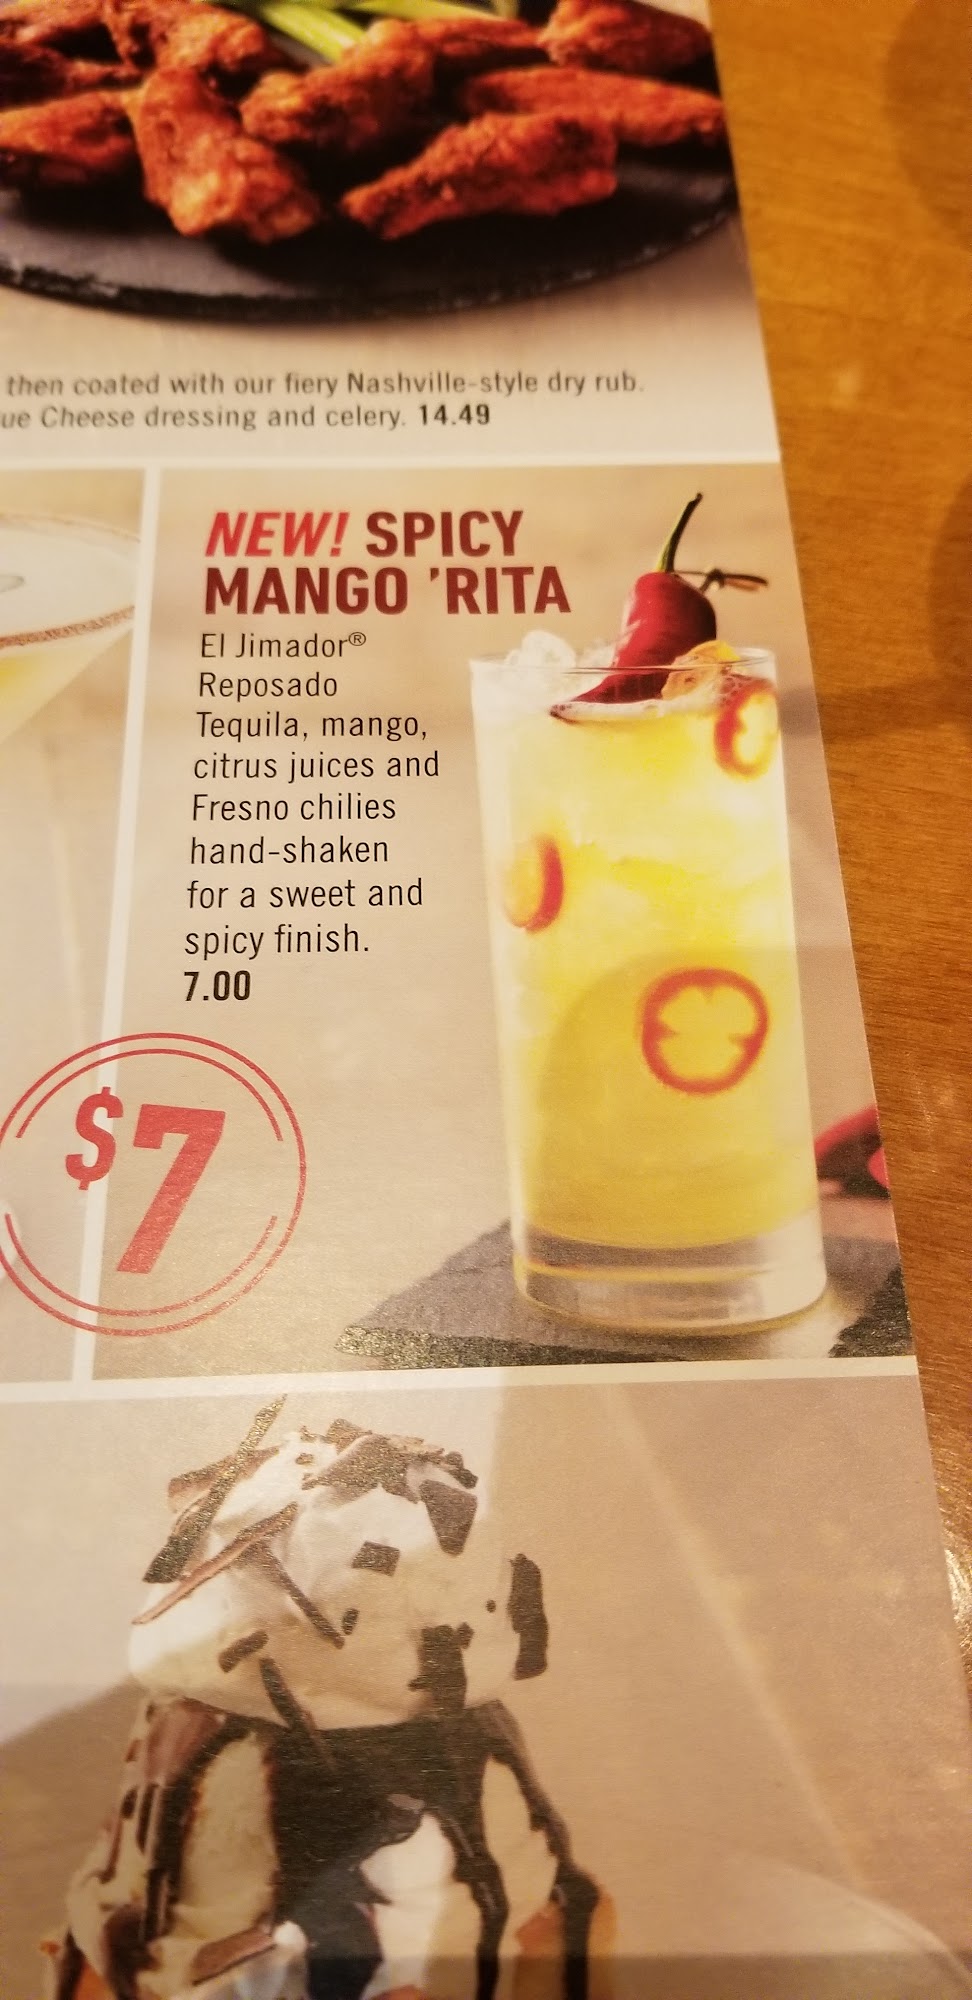 then coated with our fiery Nashville-style dry rub.
Cheese dressing and celery. 14.49
NEW! SPICY
MANGO 'RITA
El Jimador®
Reposado
Tequila, mango,
citrus juices and
Fresno chilies
hand-shaken
for a sweet and
spicy finish.
7.00
$7